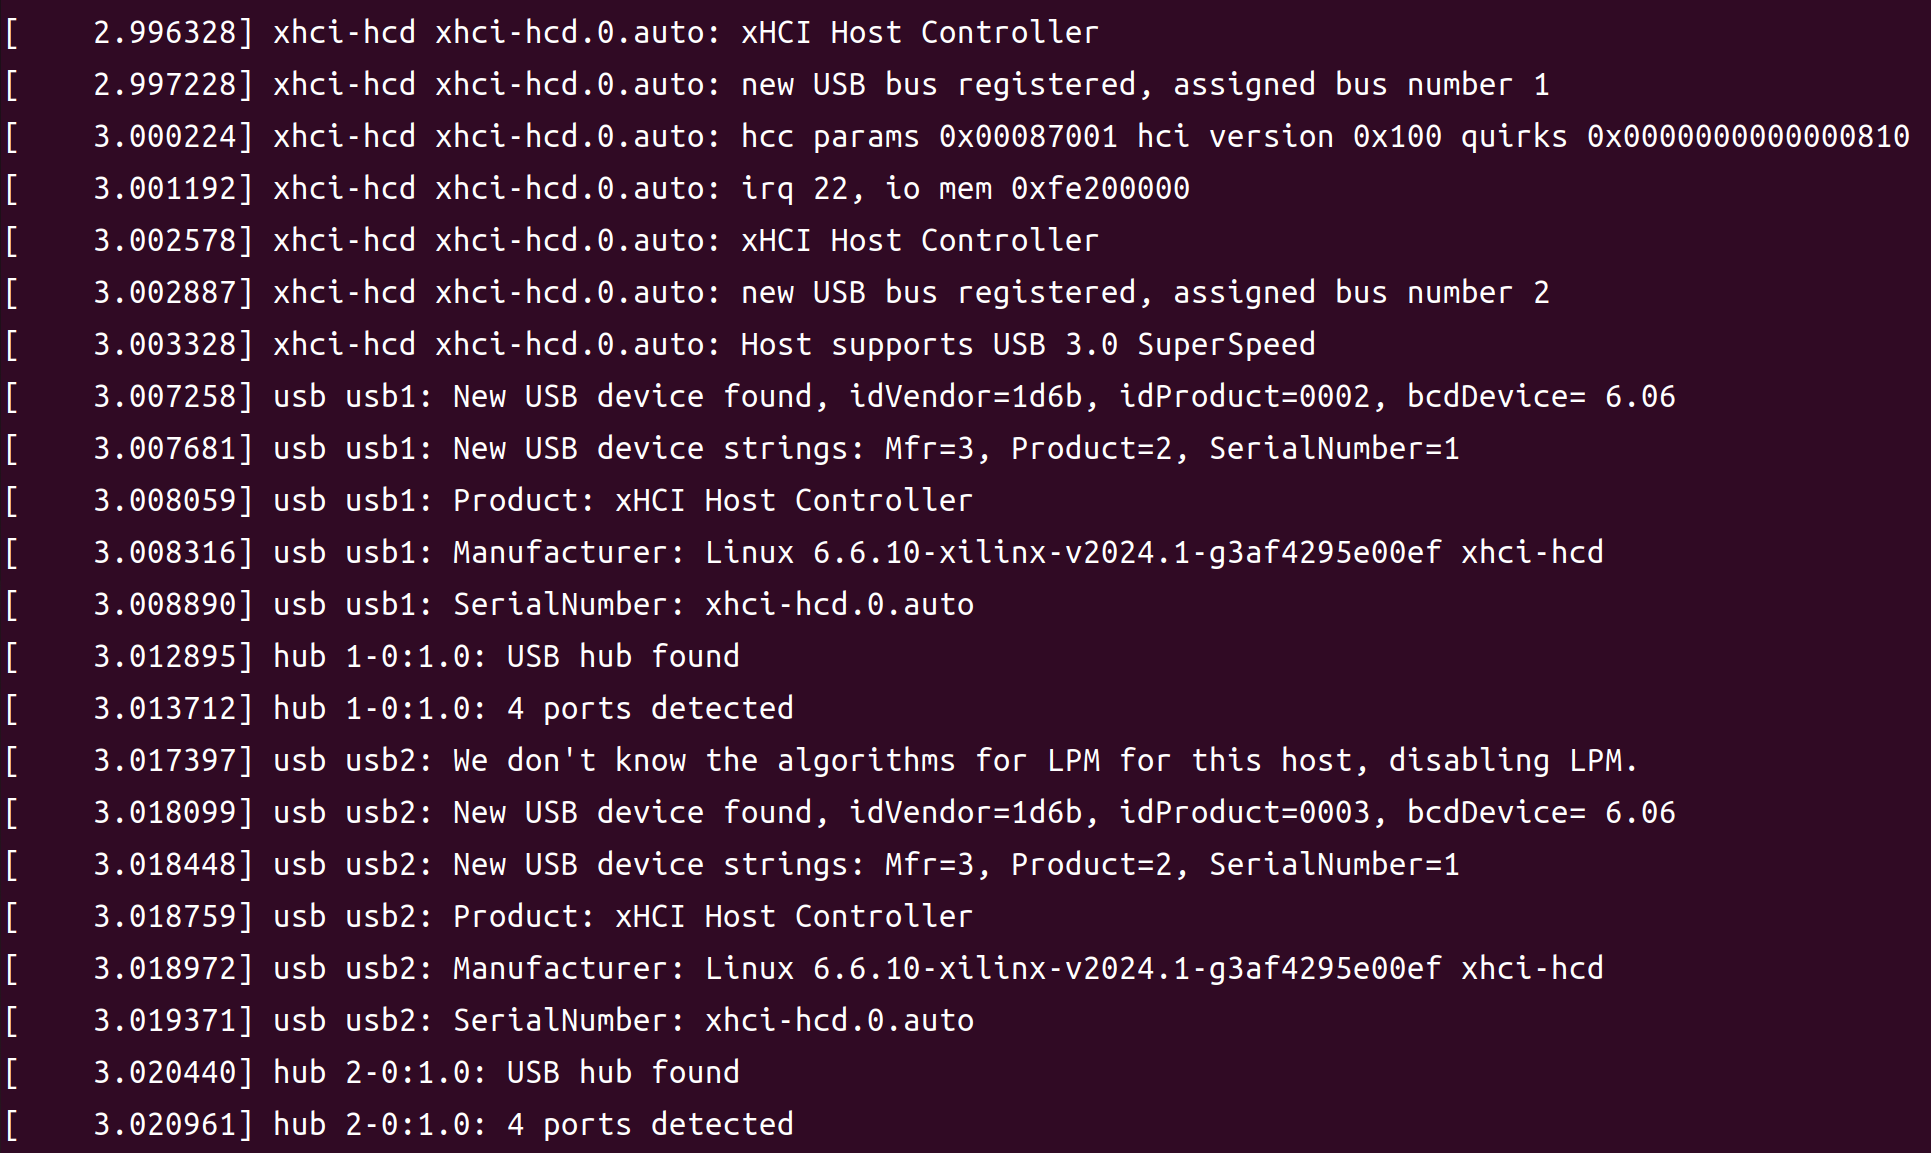 [    2.996328] xhci-hcd xhci-hcd.0.auto: xHCI Host Controller
[    2.997228] xhci-hcd xhci-hcd.0.auto: new USB bus registered, assigned bus number 1
[    3.000224] xhci-hcd xhci-hcd.0.auto: hcc params 0x00087001 hci version 0x100 quirks 0x0000000000000810
[    3.001192] xhci-hcd xhci-hcd.0.auto: irq 22, io mem 0xfe200000
[    3.002578] xhci-hcd xhci-hcd.0.auto: xHCI Host Controller
[    3.002887] xhci-hcd xhci-hcd.0.auto: new USB bus registered, assigned bus number 2
[    3.003328] xhci-hcd xhci-hcd.0.auto: Host supports USB 3.0 SuperSpeed
[    3.007258] usb usb1: New USB device found, idVendor=1d6b, idProduct=0002, bcdDevice= 6.06
[    3.007681] usb usb1: New USB device strings: Mfr=3, Product=2, SerialNumber=1
[    3.008059] usb usb1: Product: xHCI Host Controller
[    3.008316] usb usb1: Manufacturer: Linux 6.6.10-xilinx-v2024.1-g3af4295e00ef xhci-hcd
[    3.008890] usb usb1: SerialNumber: xhci-hcd.0.auto
[    3.012895] hub 1-0:1.0: USB hub found
[    3.013712] hub 1-0:1.0: 4 ports detected
[    3.017397] usb usb2: We don't know the algorithms for LPM for this host, disabling LPM.
[    3.018099] usb usb2: New USB device found, idVendor=1d6b, idProduct=0003, bcdDevice= 6.06
[    3.018448] usb usb2: New USB device strings: Mfr=3, Product=2, SerialNumber=1
[    3.018759] usb usb2: Product: xHCI Host Controller
[    3.018972] usb usb2: Manufacturer: Linux 6.6.10-xilinx-v2024.1-g3af4295e00ef xhci-hcd
[    3.019371] usb usb2: SerialNumber: xhci-hcd.0.auto
[    3.020440] hub 2-0:1.0: USB hub found
[    3.020961] hub 2-0:1.0: 4 ports detected